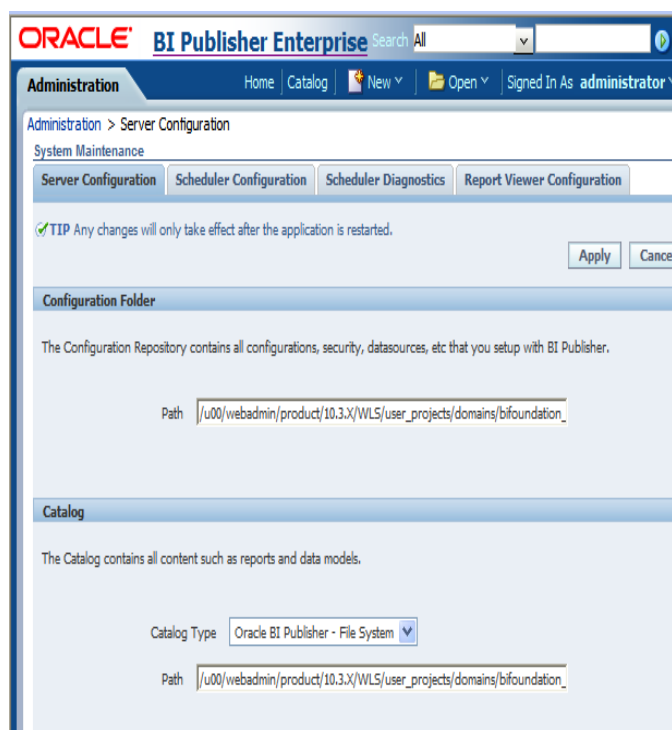 ORACLE' BI Publisher Enterprise Search All
Administration Home Catalog New Open Signed In As administrator
Administration > Server Configuration
System Maintenance
Server Configuration Scheduler Configuration Scheduler Diagnostics Report Viewer Configuration
TIP Any changes will only take effect after the application is restarted.
Apply Cance
Configuration Folder
The Configuration Repository contains all configurations, security, datasources, etc that you setup with BI Publisher.
Path /u00/webadmin/product/10.3.X/WLS/user_projects/domains/bifoundation_
Catalog
The Catalog contains all content such as reports and data models.
Catalog Type Oracle BI Publisher - File System
Path /u00/webadmin/product/10.3.X/WLS/user_projects/domains/bifoundation_